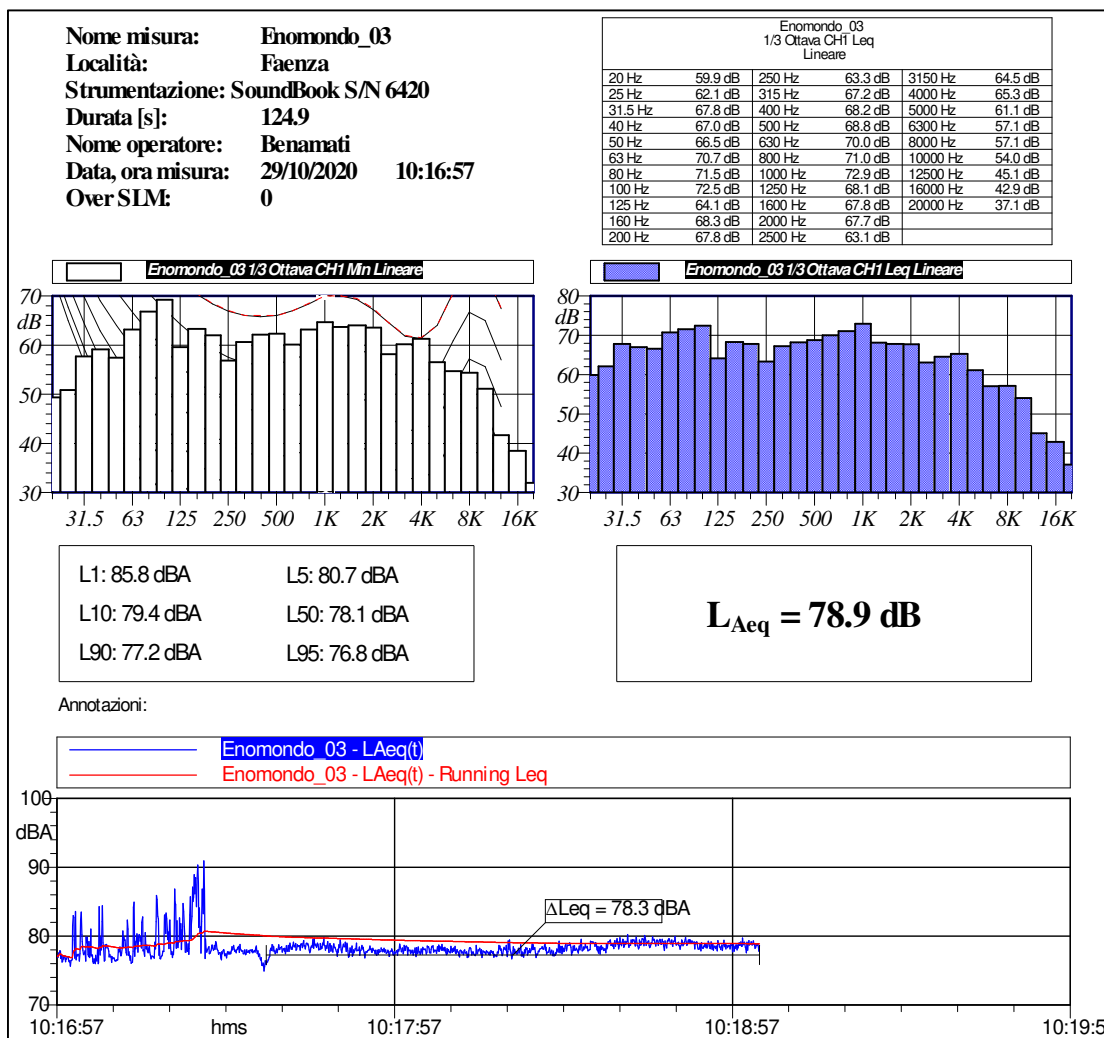 Nome misura: Enomondo_03
Località: Faenza
Strumentazione: SoundBook S/N 6420
Durata [s]: 124.9
Nome operatore: Benamati
Data, ora misura: 29/10/2020 10:16:57
Over SLM: 0
Enomondo_03
1/3 Ottava CH1 Leq
Lineare
20 Hz 59.9 dB 250 Hz 63.3 dB 3150 Hz 64.5 dB
25 Hz 62.1 dB 315 Hz 67.2 dB 4000 Hz 65.3 dB
31.5 Hz 67.8 dB 400 Hz 68.2 dB 5000 Hz 61.1 dB
40 Hz 67.0 dB 500 Hz 68.8 dB 6300 Hz 57.1 dB
50 Hz 66.5 dB 630 Hz 70.0 dB 8000 Hz 57.1 dB
63 Hz 70.7 dB 800 Hz 71.0 dB 10000 Hz 54.0 dB
80 Hz 71.5 dB 1000 Hz 72.9 dB 12500 Hz 45.1 dB
100 Hz 72.5 dB 1250 Hz 68.1 dB 16000 Hz 42.9 dB
125 Hz 64.1 dB 1600 Hz 67.8 dB 20000 Hz 37.1 dB
160 Hz 68.3 dB 2000 Hz 67.7 dB
200 Hz 67.8 dB 2500 Hz 63.1 dB
Enomondo_03 1/3 Ottava CH1 Min Lineare
70
dB
60
50
40
30
31.5 63 125 250 500 1K 2K 4K 8K 16K
Enomondo_03 1/3 Ottava CH1 Leq Lineare
80
dB
70
60
50
40
30
31.5 63 125 250 500 1K 2K 4K 8K 16K
L1: 85.8 dBA L5: 80.7 dBA
L10: 79.4 dBA L50: 78.1 dBA
L90: 77.2 dBA L95: 76.8 dBA
LAeq = 78.9 dB
Annotazioni:
Enomondo_03 - LAeq(t)
Enomondo_03 - LAeq(t) - Running Leq
100
dBA
90
80
70
ΔLeq = 78.3 dBA
10:16:57 hms 10:17:57 10:18:57 10:19:5